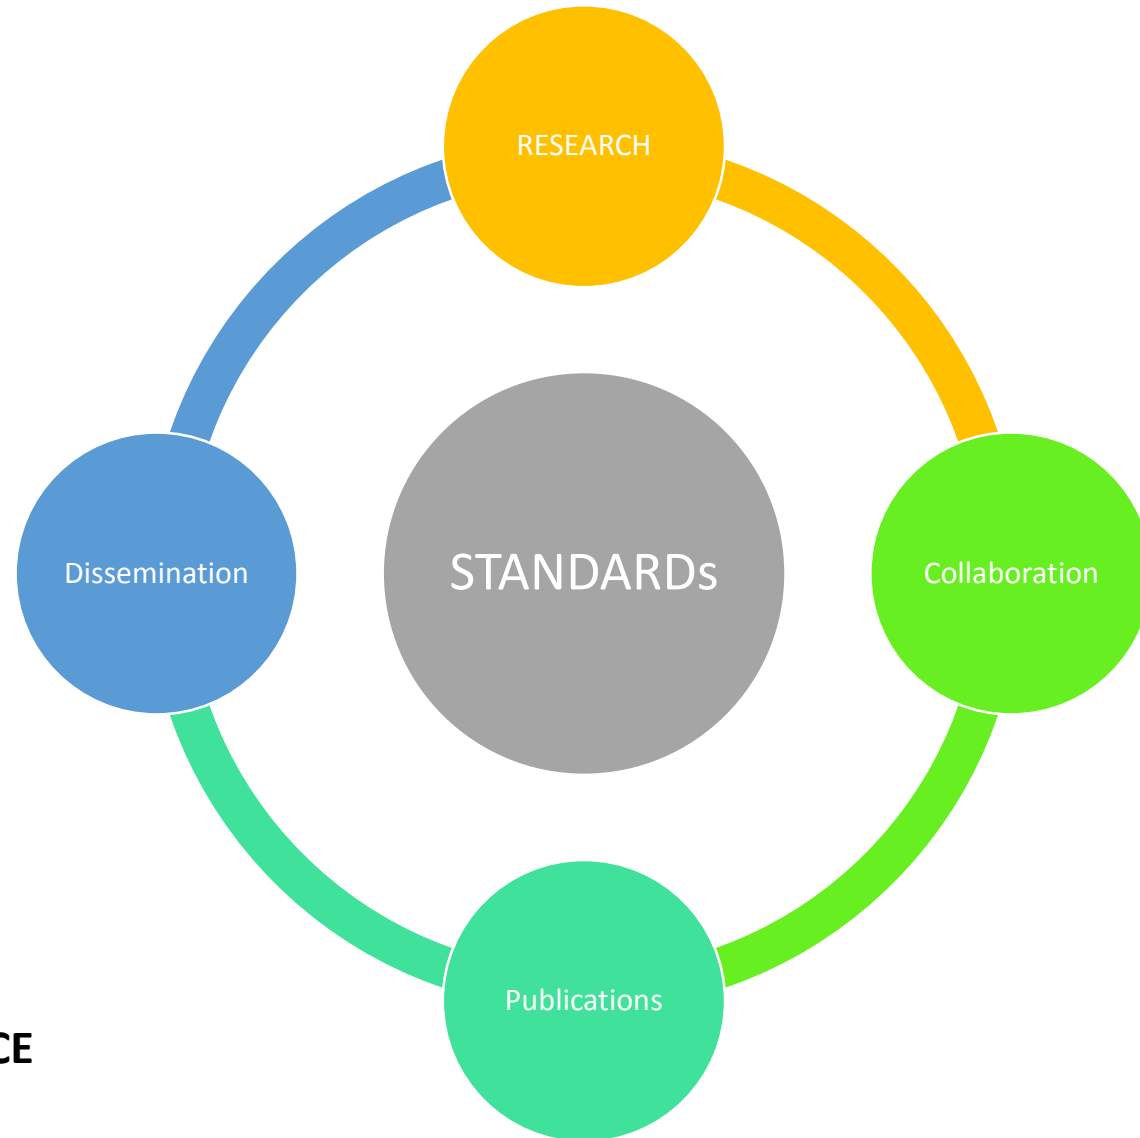 RESEARCH
Dissemination
STANDARDs
Collaboration
Publications
CE